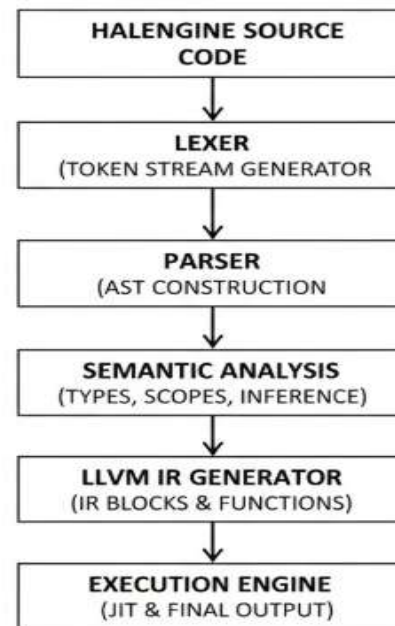 HALENGINE SOURCE
CODE
LEXER
(TOKEN STREAM GENERATOR
PARSER
(AST CONSTRUCTION
SEMANTIC ANALYSIS
(TYPES, SCOPES, INFERENCE)
LLVM IR GENERATOR
(IR BLOCKS & FUNCTIONS)
EXECUTION ENGINE
(JIT & FINAL OUTPUT)